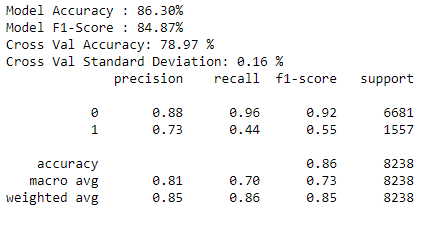 Model Accuracy : 86.30%
Model F1-Score : 84.87%
Cross Val Accuracy: 78.97 %
Cross Val Standard Deviation: 0.16 %
precision recall f1-score support
0 0.88 0.96 0.92 6681
1 0.73 0.44 0.55 1557
accuracy 0.86 8238
macro avg 0.81 0.70 0.73 8238
weighted avg 0.85 0.86 0.85 8238